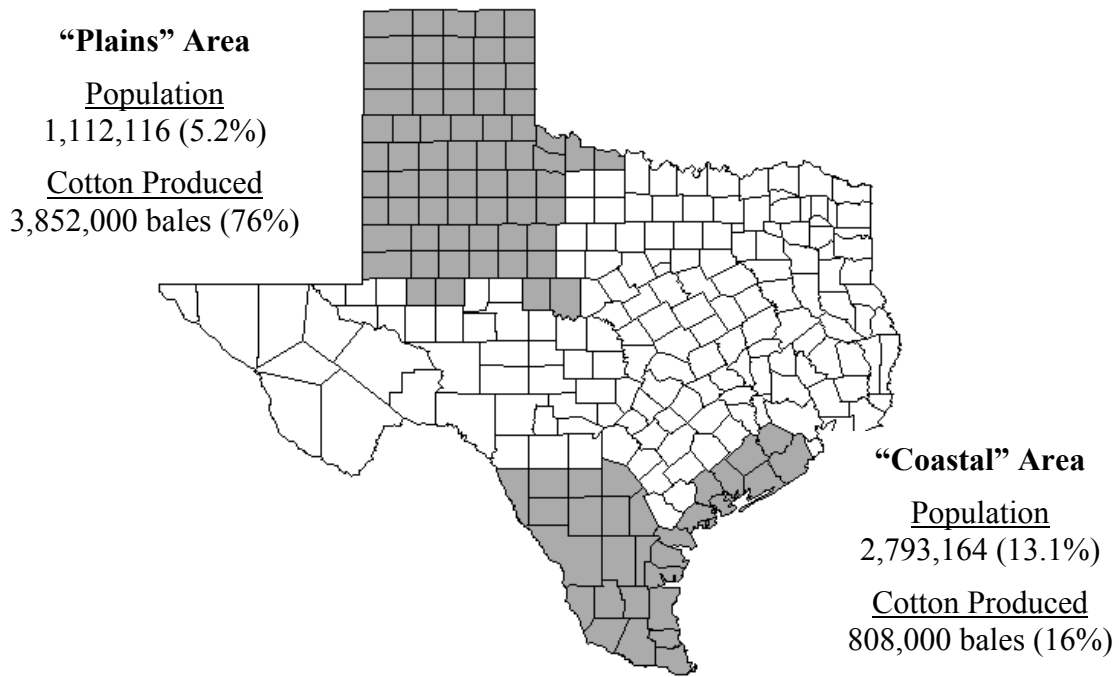 “Plains” Area
Population
1,112,116 (5.2%)
Cotton Produced
3,852,000 bales (76%)
“Coastal” Area
Population
2,793,164 (13.1%)
Cotton Produced
808,000 bales (16%)